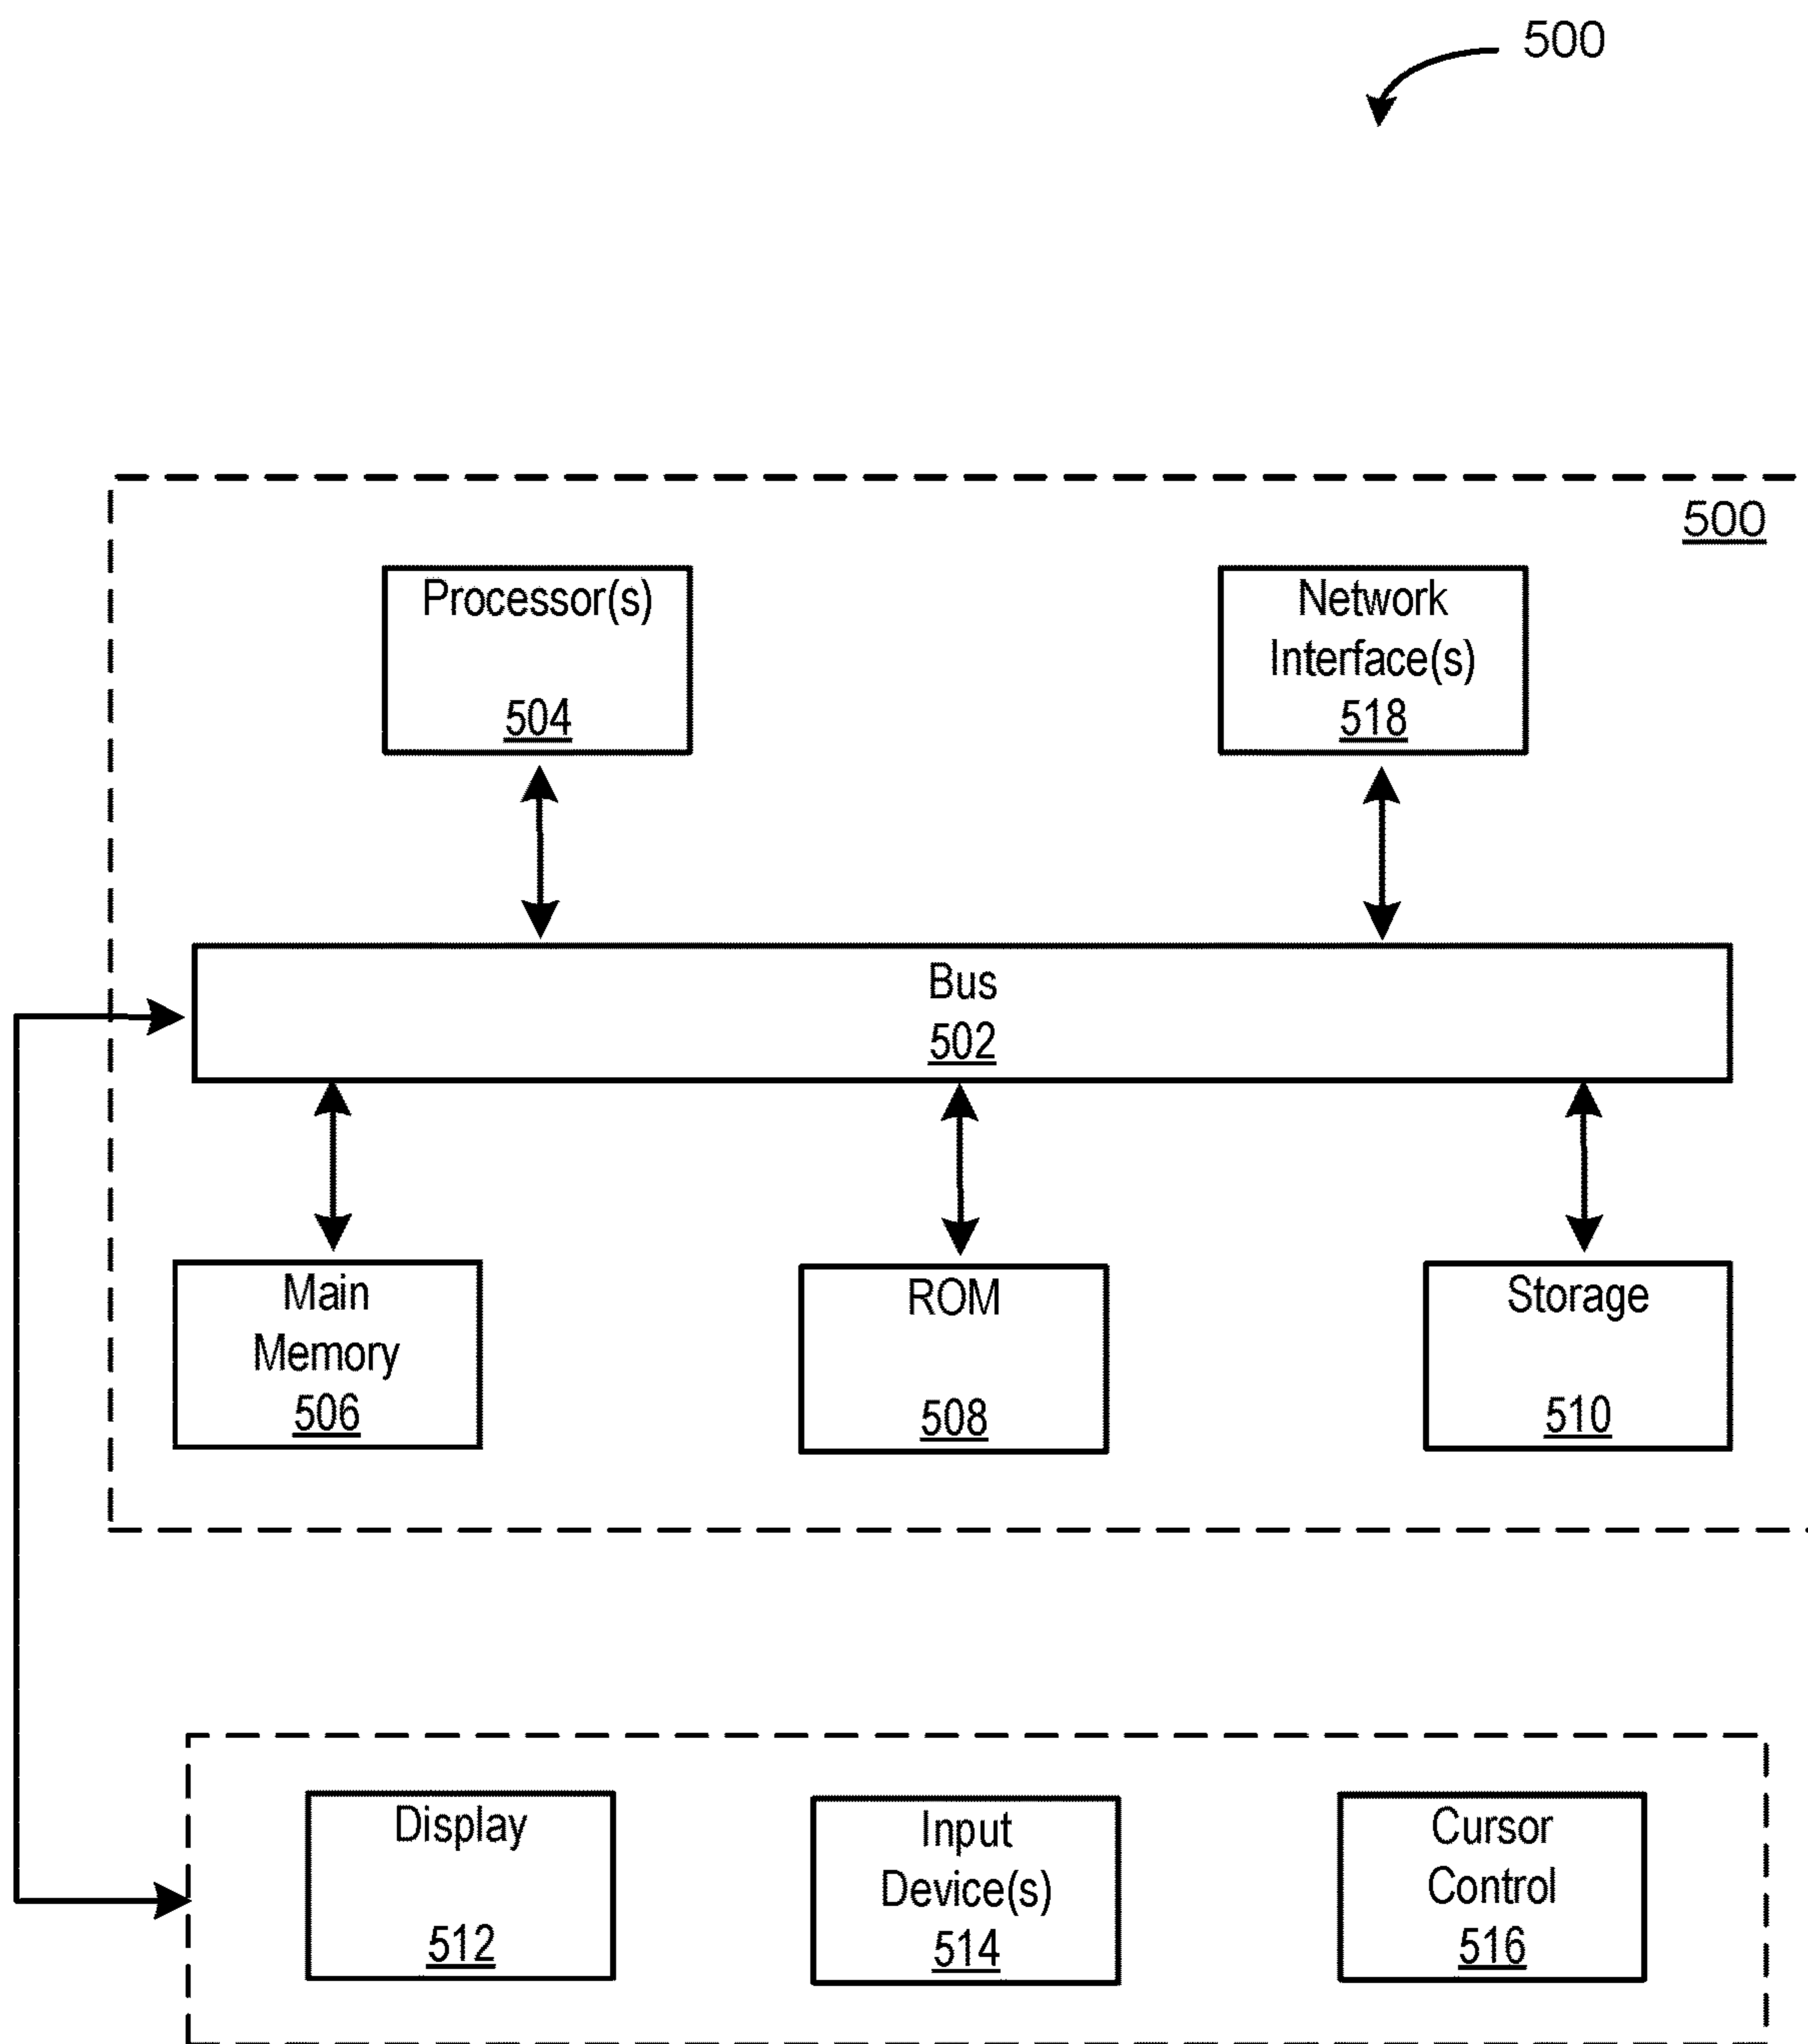 500
500
Processor(s)
504
Network
Interface(s)
518
Bus
502
Main
Memory
506
ROM
508
Storage
510
Display
512
Input
Device(s)
514
Cursor
Control
516